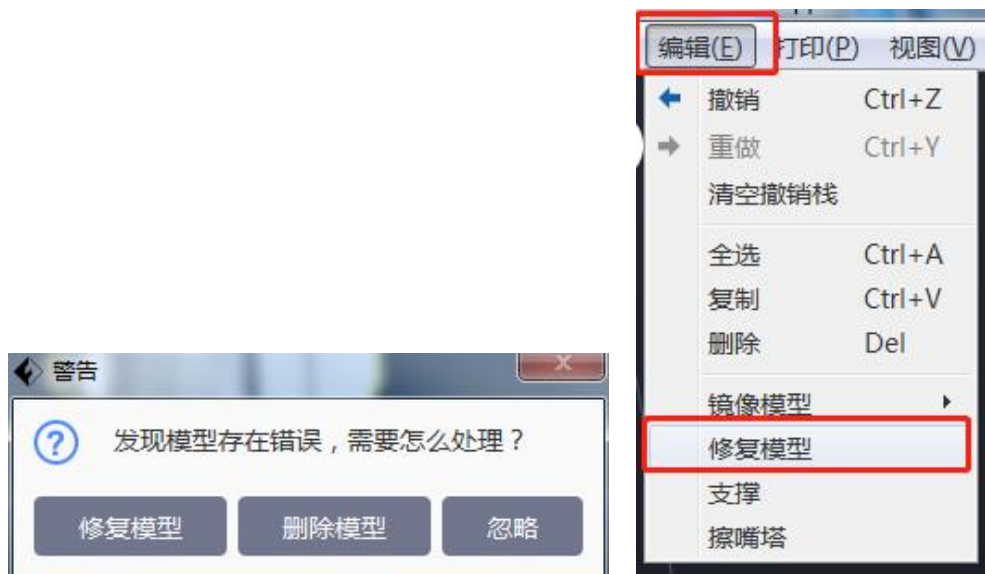 警告
发现模型存在错误，需要怎么处理？
修复模型 删除模型 忽略
编辑(E) 打印(P) 视图(V)
撤销 Ctrl+Z
重做 Ctrl+Y
清空撤销栈
全选 Ctrl+A
复制 Ctrl+V
删除 Del
镜像模型
修复模型
支撑
擦嘴塔